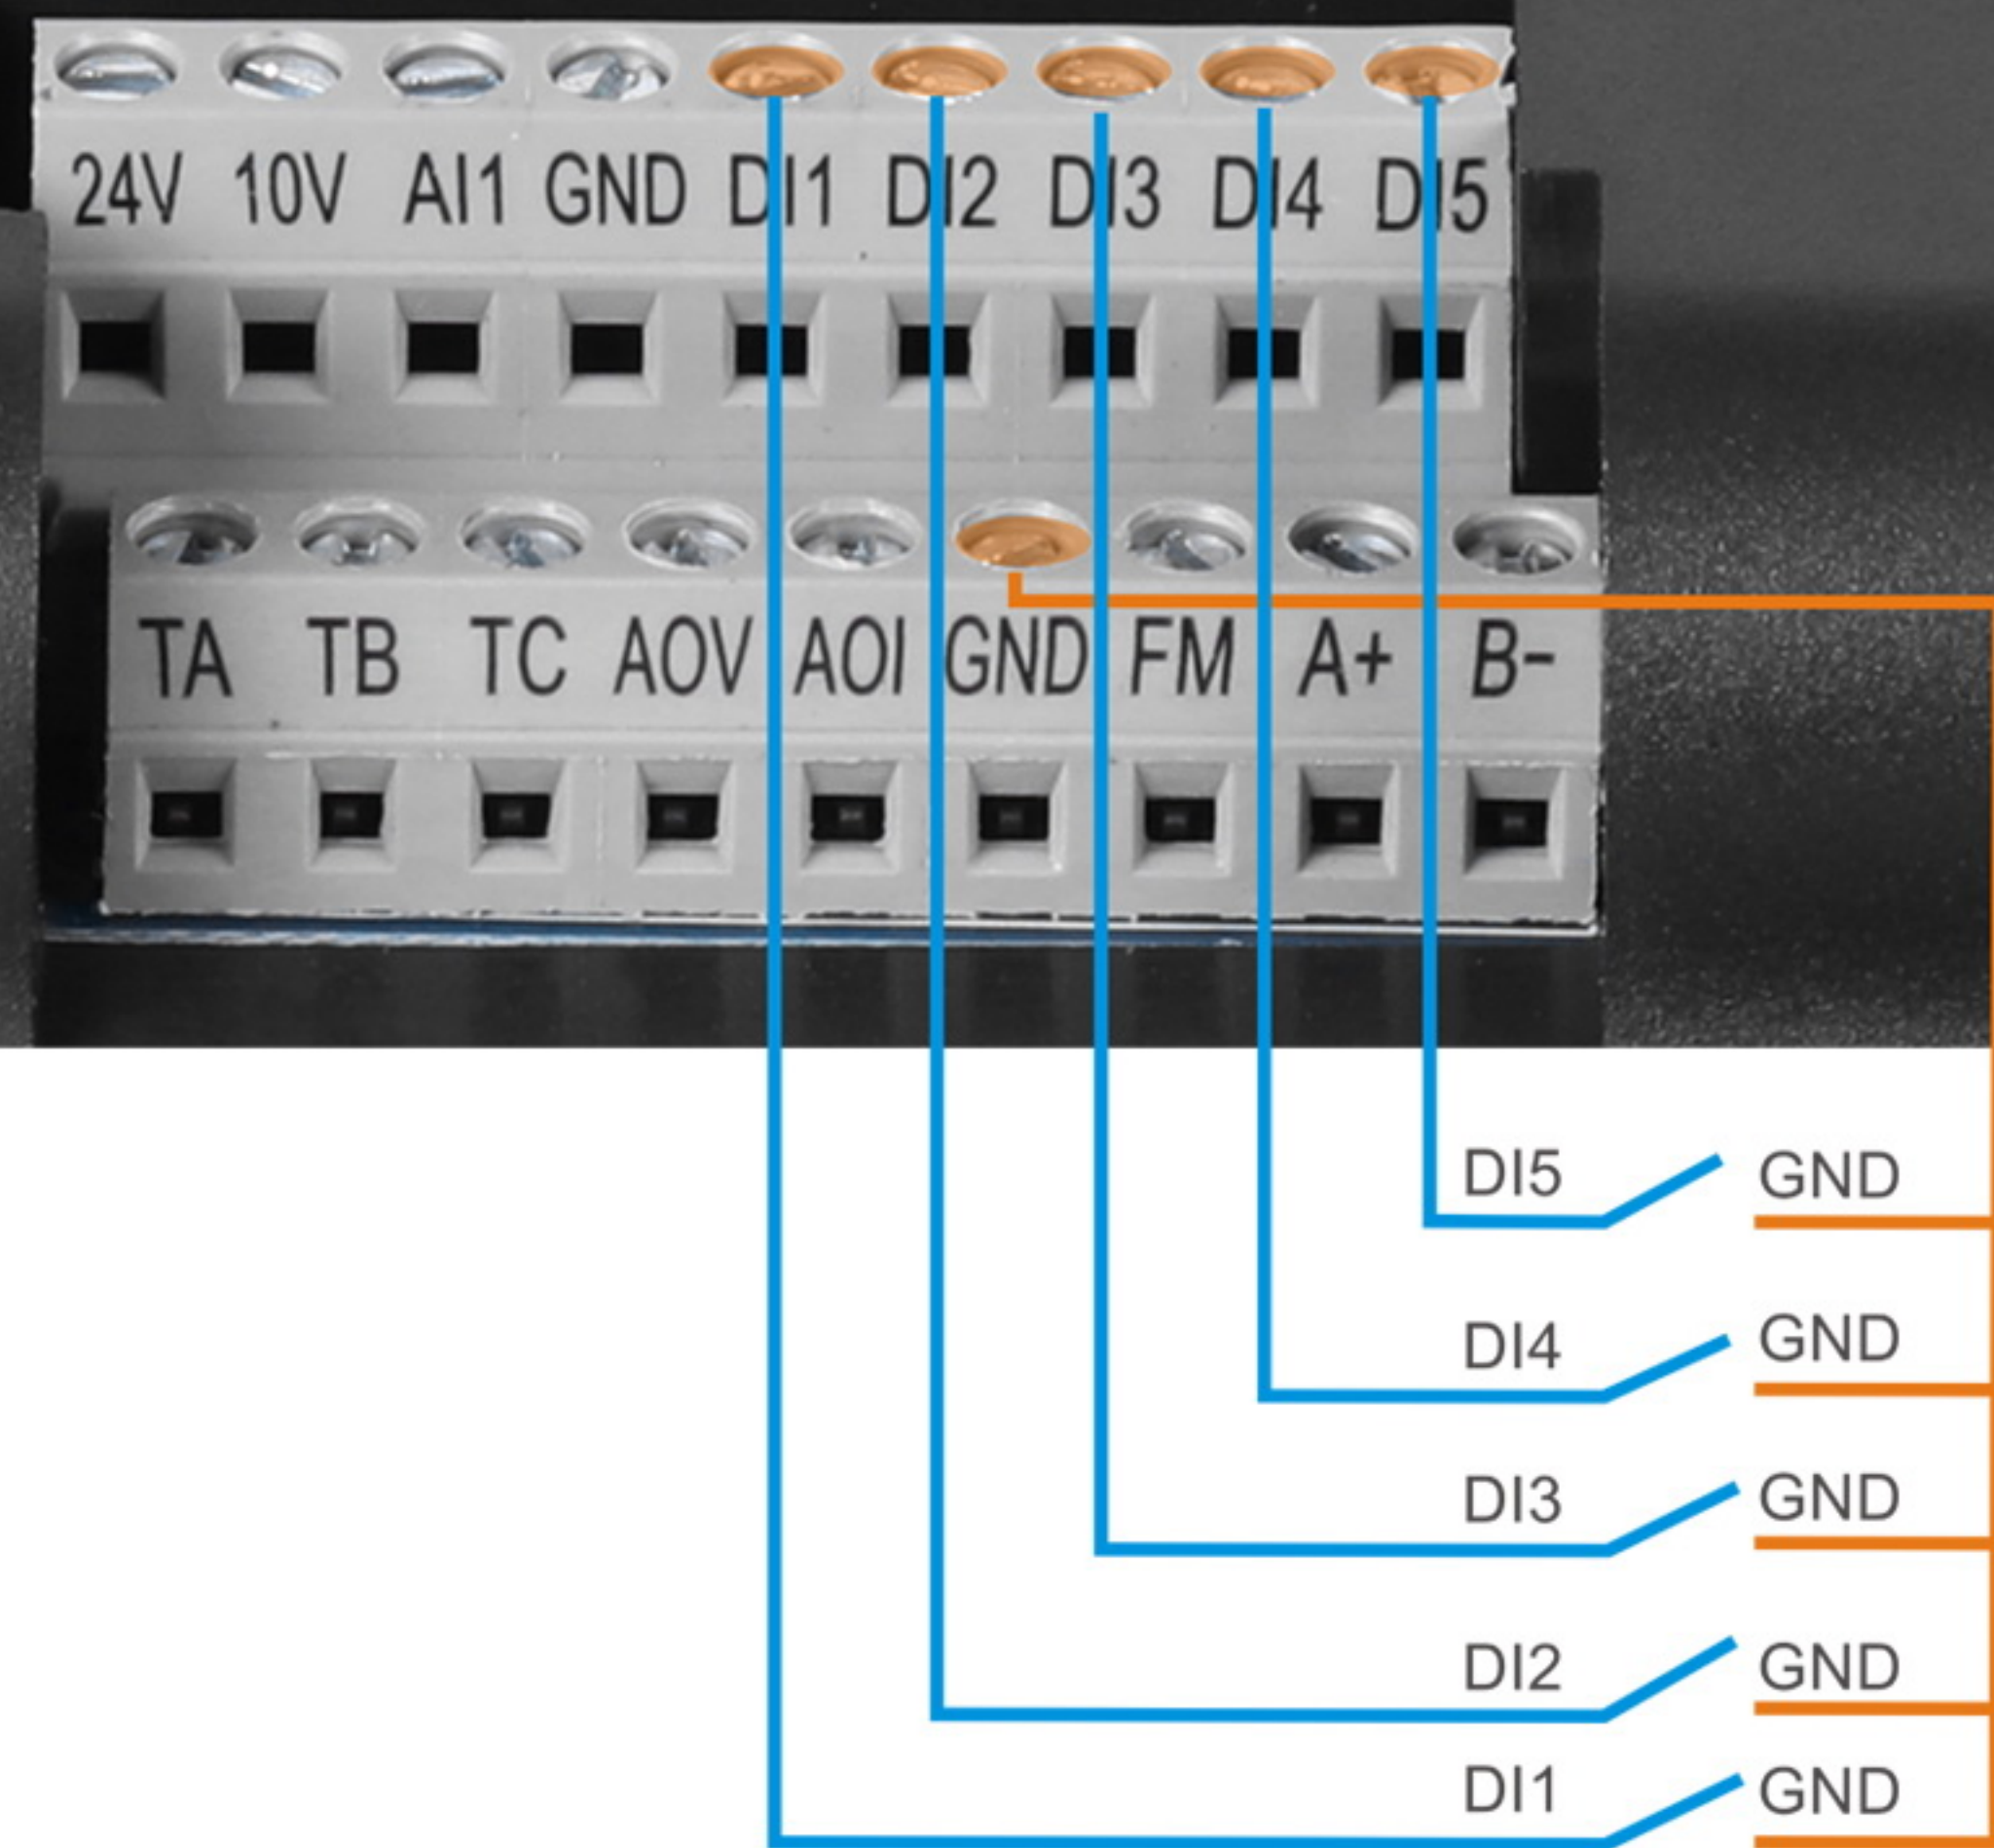 24V 10V AI1 GND DI1 DI2 DI3 DI4 DI5
TA TB TC AOV AOI GND FM A+ B-
DI5 GND
DI4 GND
DI3 GND
DI2 GND
DI1 GND